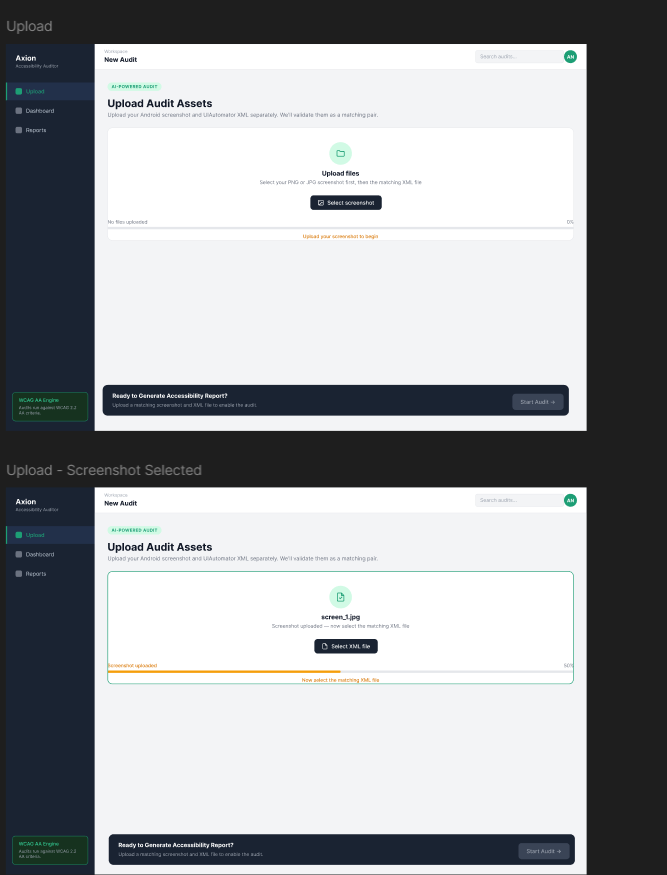 Upload
Axion
Accessibility Auditor
Upload
Dashboard
Reports
WCAG AA Engine
Audits run against WCAG 2.2
AA criteria.
Workspace
New Audit
Search audits...
AN
AI-POWERED AUDIT
Upload Audit Assets
Upload your Android screenshot and UIAutomator XML separately. We'll validate them as a matching pair.
Upload files
Select your PNG or JPG screenshot first, then the matching XML file
Select screenshot
No files uploaded
0%
Upload your screenshot to begin
Ready to Generate Accessibility Report?
Upload a matching screenshot and XML file to enable the audit.
Start Audit →
Upload - Screenshot Selected
Axion
Accessibility Auditor
Upload
Dashboard
Reports
WCAG AA Engine
Audits run against WCAG 2.2
AA criteria.
Workspace
New Audit
Search audits...
AN
AI-POWERED AUDIT
Upload Audit Assets
Upload your Android screenshot and UIAutomator XML separately. We'll validate them as a matching pair.
screen_1.jpg
Screenshot uploaded — now select the matching XML file
Select XML file
Screenshot uploaded
50%
Now select the matching XML file
Ready to Generate Accessibility Report?
Upload a matching screenshot and XML file to enable the audit.
Start Audit →